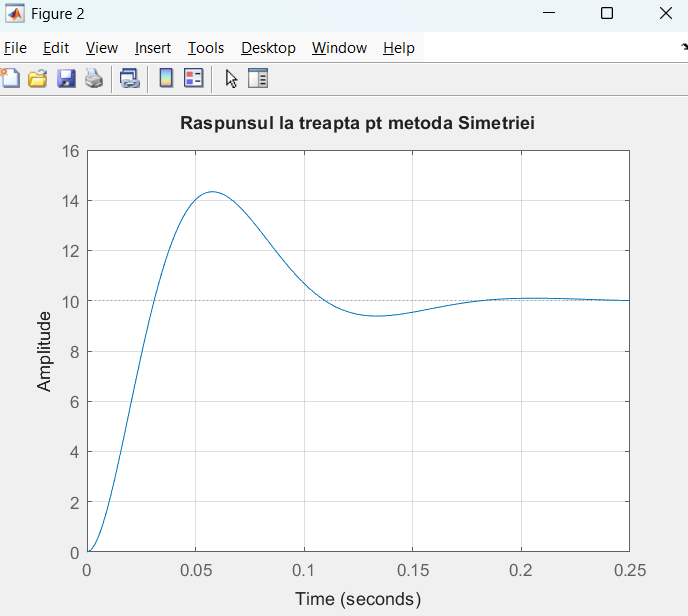 Figure 2
File Edit View Insert Tools Desktop Window Help
Raspunsul la treapta pt metoda Simetriei
16
14
12
10
8
6
4
2
0
Amplitude
0 0.05 0.1 0.15 0.2 0.25
Time (seconds)